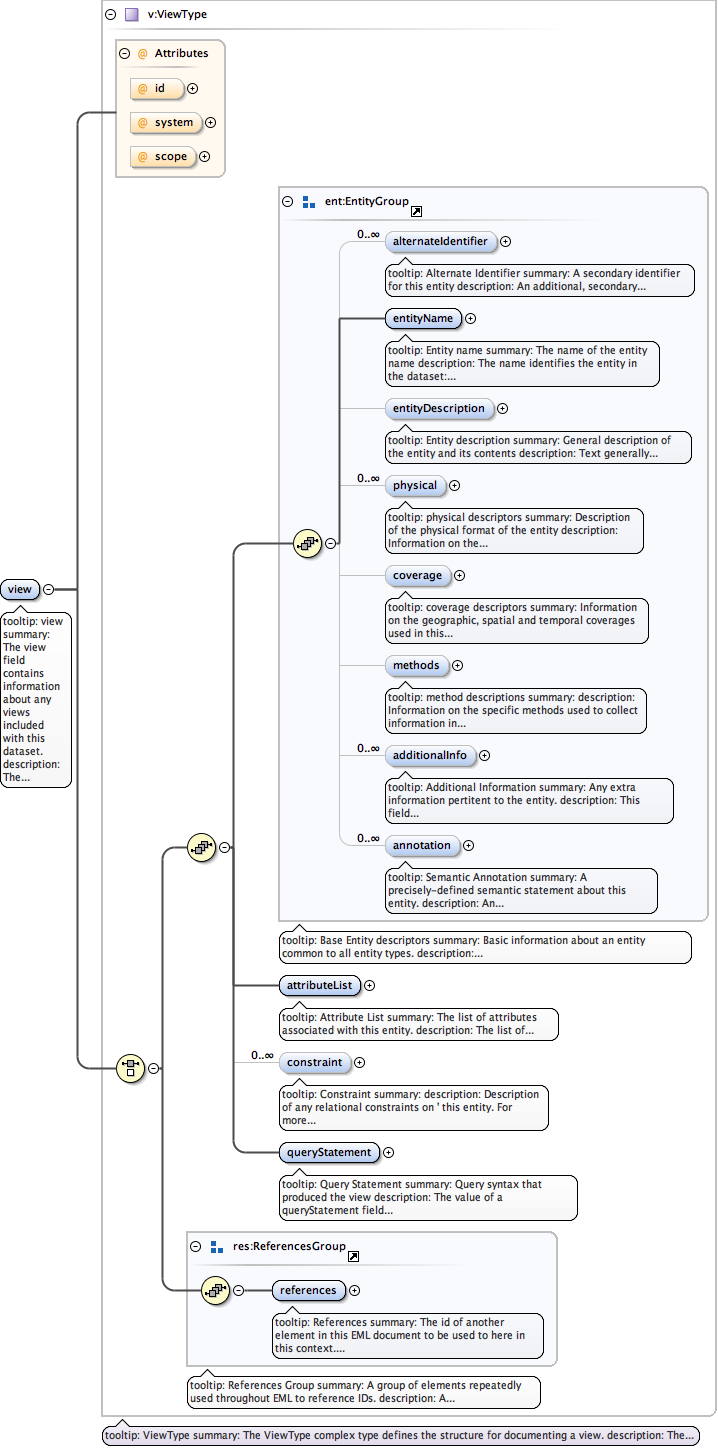 v:ViewType
@ Attributes
@ id
@ system
@ scope
ent:EntityGroup
0..∞
alternateIdentifier
tooltip: Alternate Identifier summary: A secondary identifier
for this entity description: An additional, secondary...
entityName
tooltip: Entity name summary: The name of the entity
name description: The name identifies the entity in
the dataset:...
entityDescription
tooltip: Entity description summary: General description of
the entity and its contents description: Text generally...
0..∞
physical
tooltip: physical descriptors summary: Description
of the physical format of the entity description:
Information on the...
coverage
tooltip: coverage descriptors summary: Information
on the geographic, spatial and temporal coverages
used in this...
view
tooltip: view
summary:
The view
field
contains
information
about any
views
included
with this
dataset.
description:
The...
methods
tooltip: method descriptions summary: description:
Information on the specific methods used to collect
information in...
0..∞
additionalInfo
tooltip: Additional Information summary: Any extra
information pertitent to the entity. description: This
field...
0..∞
annotation
tooltip: Semantic Annotation summary: A
precisely-defined semantic statement about this
entity. description: An...
tooltip: Base Entity descriptors summary: Basic information about an entity
common to all entity types. description:...
attributeList
tooltip: Attribute List summary: The list of attributes
associated with this entity. description: The list of...
0..∞
constraint
tooltip: Constraint summary: description: Description
of any relational constraints on ' this entity. For
more...
queryStatement
tooltip: Query Statement summary: Query syntax that
produced the view description: The value of a
queryStatement field...
res:ReferencesGroup
references
tooltip: References summary: The id of another
element in this EML document to be used to here in
this context....
tooltip: References Group summary: A group of elements repeatedly
used throughout EML to reference IDs. description: A...
tooltip: ViewType summary: The ViewType complex type defines the structure for documenting a view. description: The...